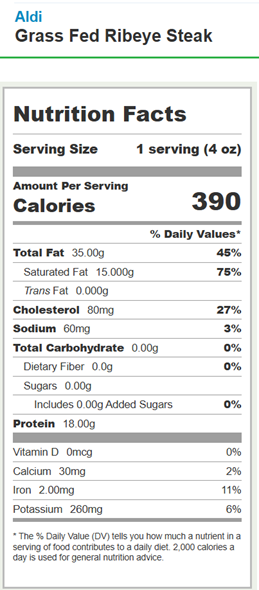 Aldi
Grass Fed Ribeye Steak
Nutrition Facts
Serving Size 1 serving (4 oz)
Amount Per Serving
Calories 390
% Daily Values*
Total Fat 35.00g 45%
Saturated Fat 15.000g 75%
Trans Fat 0.000g
Cholesterol 80mg 27%
Sodium 60mg 3%
Total Carbohydrate 0.00g 0%
Dietary Fiber 0.0g 0%
Sugars 0.00g
Includes 0.00g Added Sugars 0%
Protein 18.00g
Vitamin D 0mcg 0%
Calcium 30mg 2%
Iron 2.00mg 11%
Potassium 260mg 6%
* The % Daily Value (DV) tells you how much a nutrient in a
serving of food contributes to a daily diet. 2,000 calories a
day is used for general nutrition advice.